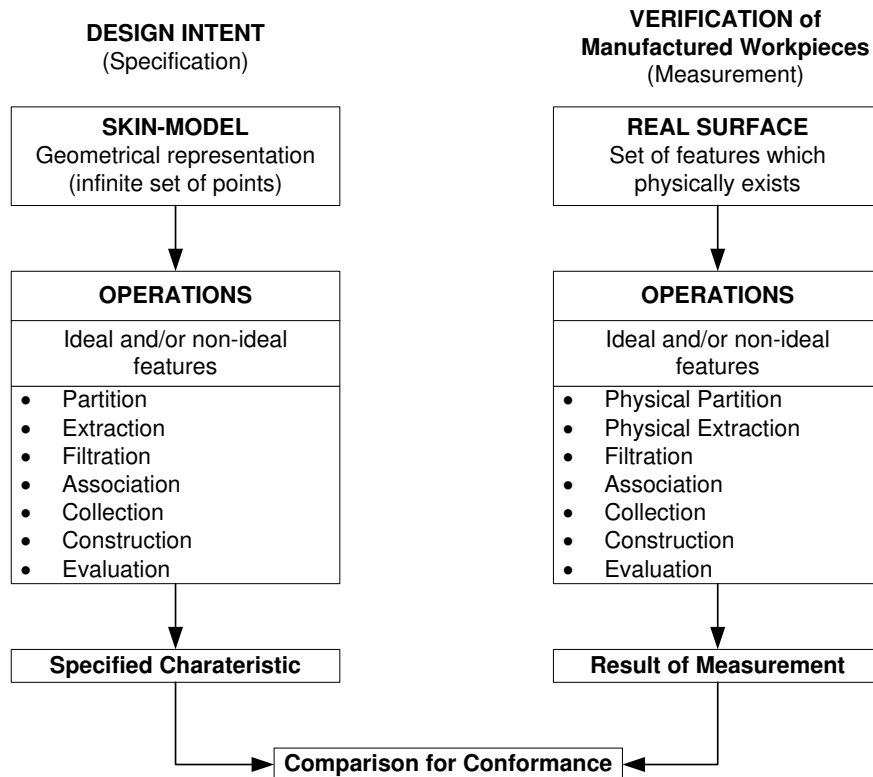 DESIGN INTENT
(Specification)
SKIN-MODEL
Geometrical representation
(infinite set of points)
OPERATIONS
Ideal and/or non-ideal
features
• Partition
• Extraction
• Filtration
• Association
• Collection
• Construction
• Evaluation
Specified Charateristic
VERIFICATION of
Manufactured Workpieces
(Measurement)
REAL SURFACE
Set of features which
physically exists
OPERATIONS
Ideal and/or non-ideal
features
• Physical Partition
• Physical Extraction
• Filtration
• Association
• Collection
• Construction
• Evaluation
Result of Measurement
Comparison for Conformance